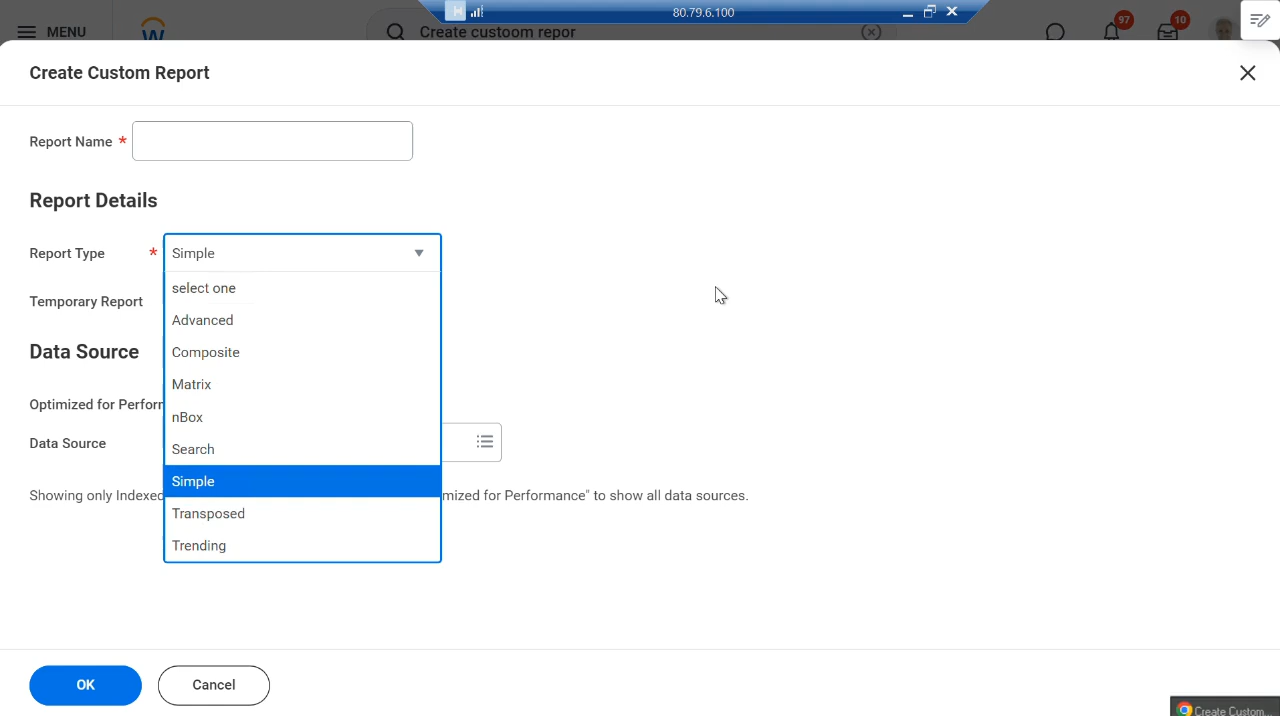 80.79.6.100
MENU
Create custoom repor
97
10
Create Custom Report
Report Name *
Report Details
Report Type *
Simple
select one
Temporary Report
Advanced
Data Source
Composite
Matrix
Optimized for Perforn
nBox
Data Source
Search
Simple
Showing only Indexed
mized for Performance" to show all data sources.
Transposed
Trending
OK
Cancel
Create Custom...